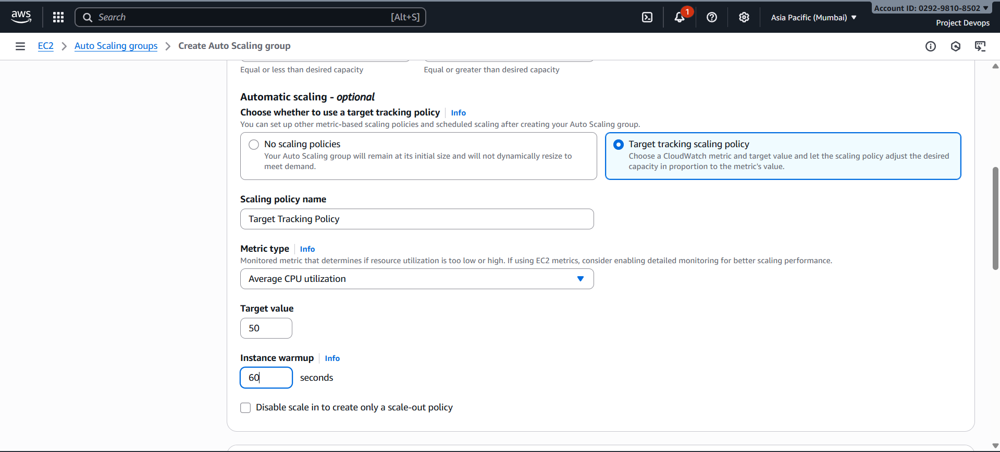 aws
Search [Alt+S]
1
Asia Pacific (Mumbai)
Account ID: 0292-9810-8502
Project Devops
EC2 > Auto Scaling groups > Create Auto Scaling group
Equal or less than desired capacity
Equal or greater than desired capacity
Automatic scaling - optional
Choose whether to use a target tracking policy Info
You can set up other metric-based scaling policies and scheduled scaling after creating your Auto Scaling group.
No scaling policies
Your Auto Scaling group will remain at its initial size and will not dynamically resize to
meet demand.
Target tracking scaling policy
Choose a CloudWatch metric and target value and let the scaling policy adjust the desired
capacity in proportion to the metric's value.
Scaling policy name
Target Tracking Policy
Metric type Info
Monitored metric that determines if resource utilization is too low or high. If using EC2 metrics, consider enabling detailed monitoring for better scaling performance.
Average CPU utilization
Target value
50
Instance warmup Info
60 seconds
Disable scale in to create only a scale-out policy